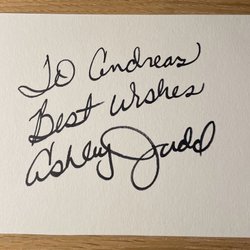 To Andreas
Best Wishes
Ashley Judd